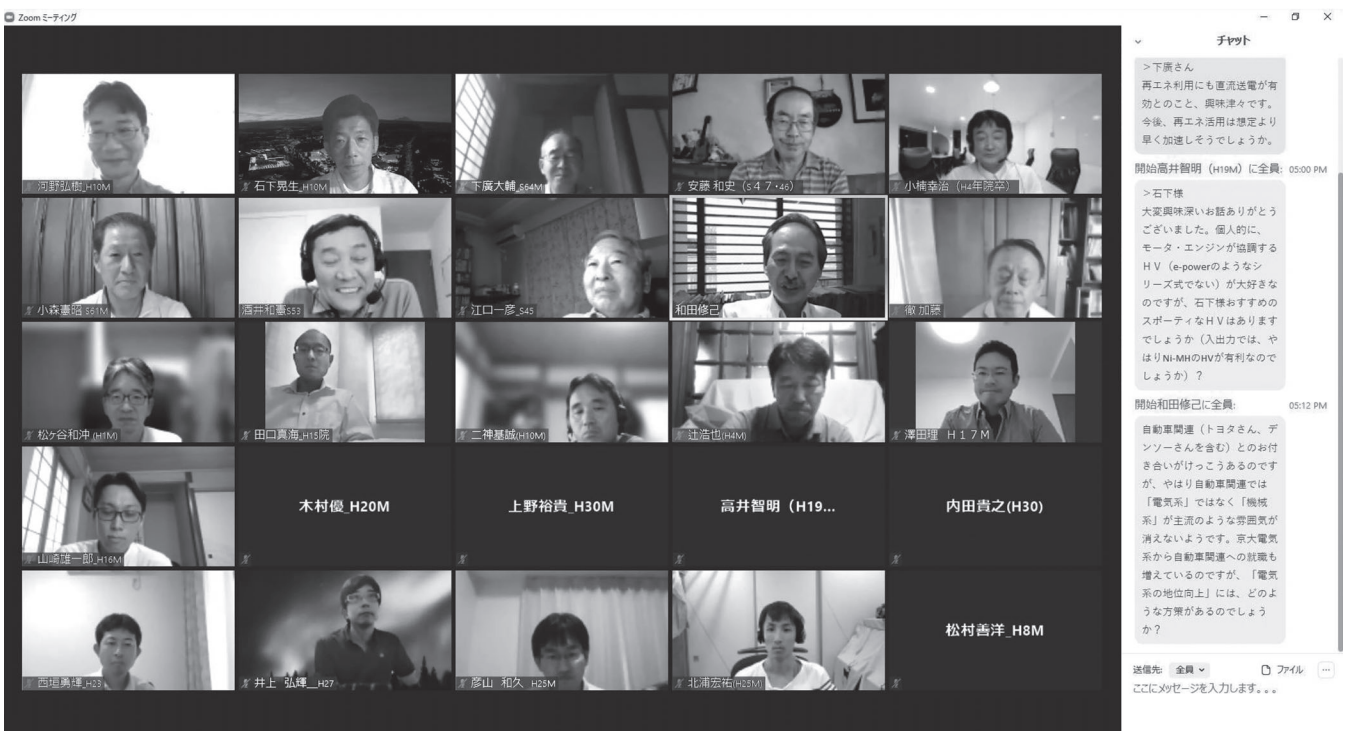 Zoom ミーティング
河野弘樹_H10M
石下晃生_H10M
下廣大輔_S64M
安藤 和史（s４７・46）
小楠幸治（H4年院卒）
小森憲昭_S61M
酒井和憲S53
江口一彦_S45
和田修己
徹 加藤
松ヶ谷和沖 (H1M)
田口真海_H15院
二神基誠(H10M)
辻浩也(H4M)
澤田理 Ｈ１７Ｍ
山崎雄一郎_H16M
木村優_H20M
上野裕貴_H30M
高井智明（H19...
内田貴之(H30)
西垣勇輝_H23
井上 弘輝__H27
彦山 和久 H25M
北浦宏祐(H25M)
松村善洋_H8M
チャット
＞下廣さん
再エネ利用にも直流送電が有
効とのこと、興味津々です。
今後、再エネ活用は想定より
早く加速しそうでしょうか。
開始高井智明（H19M）に全員: 05:00 PM
＞石下様
大変興味深いお話ありがとう
ございました。個人的に、
モータ・エンジンが協調する
ＨＶ（e-powerのようなシ
リーズ式でない）が大好きな
のですが、石下様おすすめの
スポーティなＨＶはあります
でしょうか（入出力では、や
はりNi-MHのHVが有利なので
しょうか）？
開始和田修己に全員: 05:12 PM
自動車関連（トヨタさん、デ
ンソーさんを含む）とのお付
き合いがけっこうあるのです
が、やはり自動車関連では
「電気系」ではなく「機械
系」が主流のような雰囲気が
消えないようです。京大電気
系から自動車関連への就職も
増えているのですが、「電気
系の地位向上」には、どのよ
うな方策があるのでしょう
か？
送信先: 全員 ファイル ...
ここにメッセージを入力します。。。